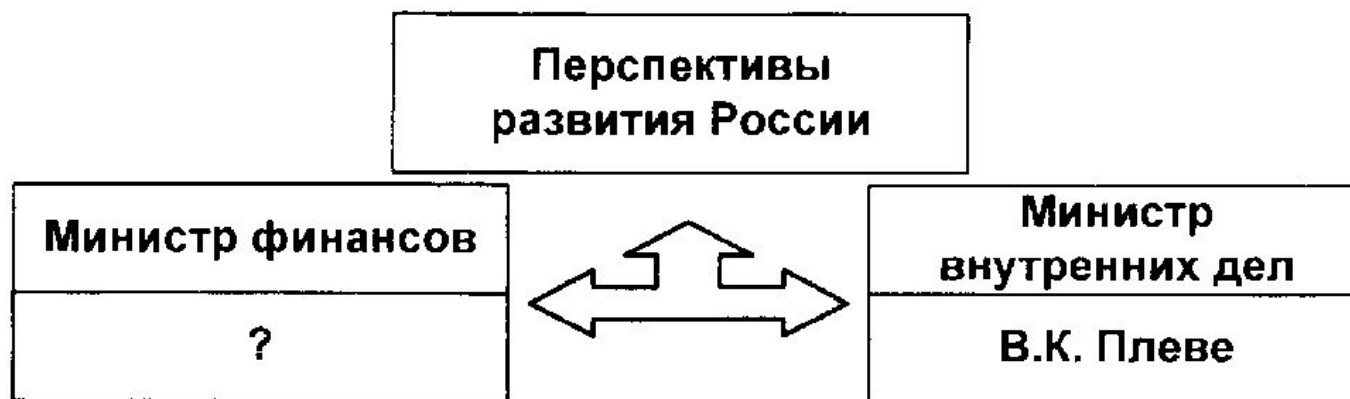 Перспективы
развития России
Министр финансов
?
Министр
внутренних дел
В.К. Плеве